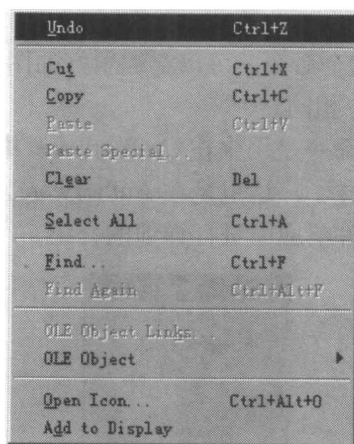 Undo Ctrl+Z
Cut Ctrl+X
Copy Ctrl+C
Paste Ctrl+V
Paste Special...
Clear Del
Select All Ctrl+A
Find... Ctrl+F
Find Again Ctrl+Alt+F
OLE Object Links...
OLE Object
Open Icon... Ctrl+Alt+O
Add to Display